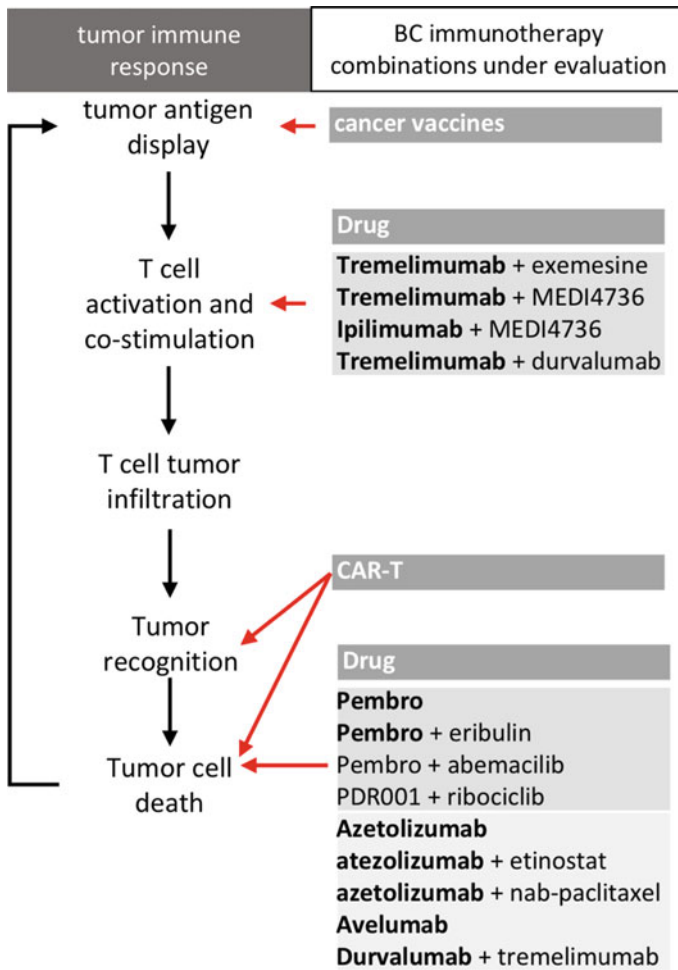 tumor immune
response
BC immunotherapy
combinations under evaluation
tumor antigen
display
cancer vaccines
Drug
T cell
activation and
co-stimulation
Tremelimumab + exemesine
Tremelimumab + MEDI4736
Ipilimumab + MEDI4736
Tremelimumab + durvalumab
T cell tumor
infiltration
CAR-T
Tumor
recognition
Drug
Tumor cell
death
Pembro
Pembro + eribulin
Pembro + abemacilib
PDR001 + ribociclib
Azetolizumab
atezolizumab + etinostat
azetolizumab + nab-paclitaxel
Avelumab
Durvalumab + tremelimumab